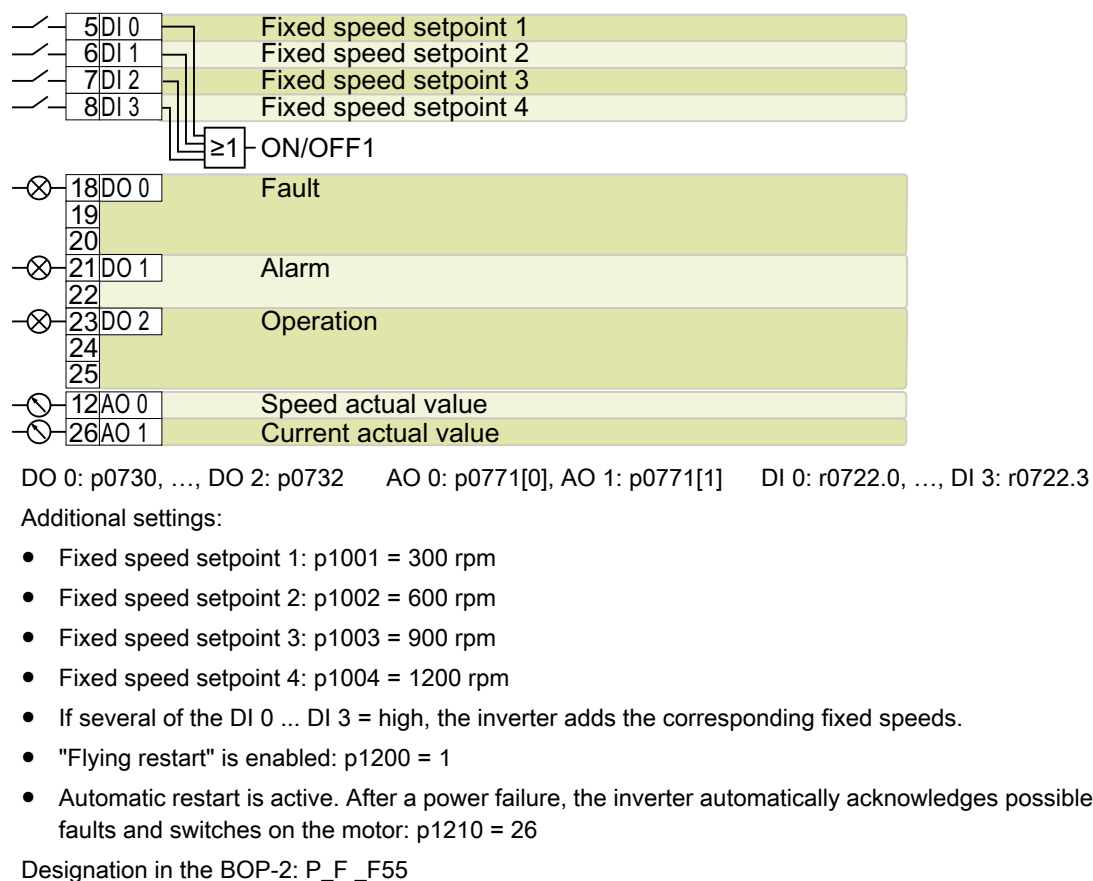 5 DI 0 Fixed speed setpoint 1
6 DI 1 Fixed speed setpoint 2
7 DI 2 Fixed speed setpoint 3
8 DI 3 Fixed speed setpoint 4
≥1 ON/OFF1
18 DO 0 Fault
19
20
21 DO 1 Alarm
22
23 DO 2 Operation
24
25
12 AO 0 Speed actual value
26 AO 1 Current actual value
DO 0: p0730, …, DO 2: p0732 AO 0: p0771[0], AO 1: p0771[1] DI 0: r0722.0, …, DI 3: r0722.3
Additional settings:
● Fixed speed setpoint 1: p1001 = 300 rpm
● Fixed speed setpoint 2: p1002 = 600 rpm
● Fixed speed setpoint 3: p1003 = 900 rpm
● Fixed speed setpoint 4: p1004 = 1200 rpm
● If several of the DI 0 ... DI 3 = high, the inverter adds the corresponding fixed speeds.
● "Flying restart" is enabled: p1200 = 1
● Automatic restart is active. After a power failure, the inverter automatically acknowledges possible
faults and switches on the motor: p1210 = 26
Designation in the BOP-2: P_F _F55